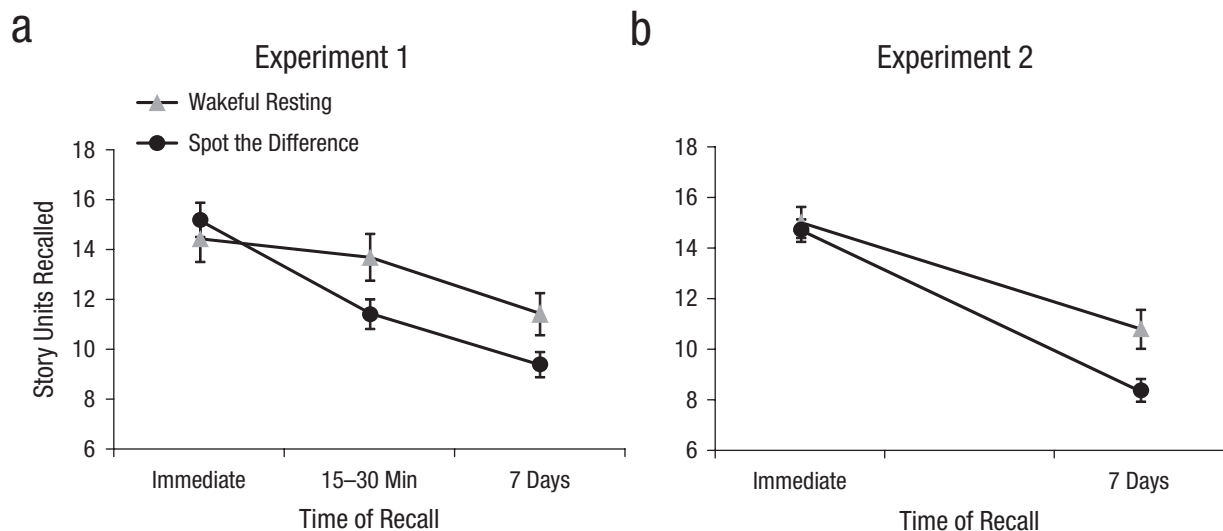 a
Experiment 1
Wakeful Resting
Spot the Difference
Story Units Recalled
18
16
14
12
10
8
6
Immediate 15–30 Min 7 Days
Time of Recall
b
Experiment 2
18
16
14
12
10
8
6
Immediate 7 Days
Time of Recall